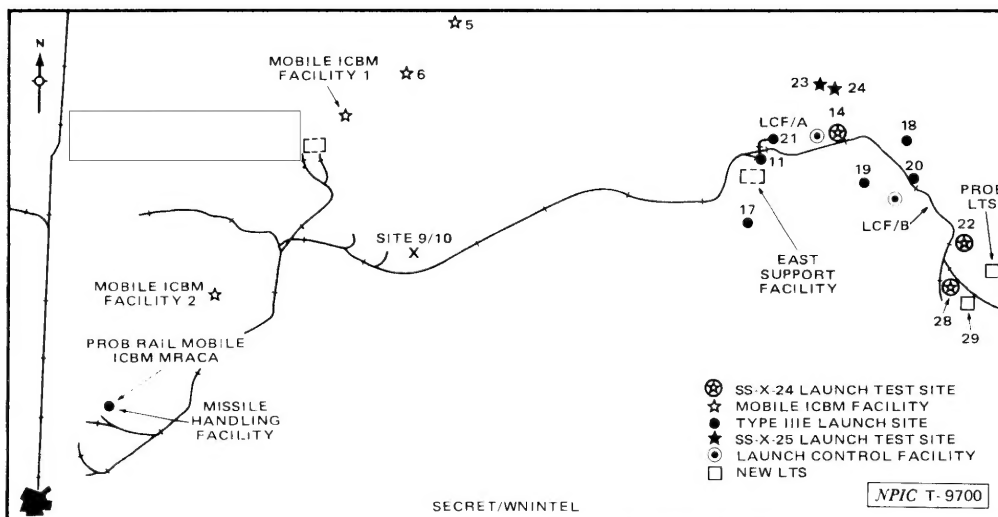 N
5
MOBILE ICBM
FACILITY 1
6
23
24
14
LCF/A
21
18
11
20
19
PROB
LTS
17
LCF/B
22
SITE 9/10
X
EAST
SUPPORT
FACILITY
MOBILE ICBM
FACILITY 2
28
29
PROB RAIL MOBILE
ICBM MRACA
MISSILE
HANDLING
FACILITY
SS-X-24 LAUNCH TEST SITE
MOBILE ICBM FACILITY
TYPE IIIE LAUNCH SITE
SS-X-25 LAUNCH TEST SITE
LAUNCH CONTROL FACILITY
NEW LTS
SECRET/WNINTEL
NPIC T-9700